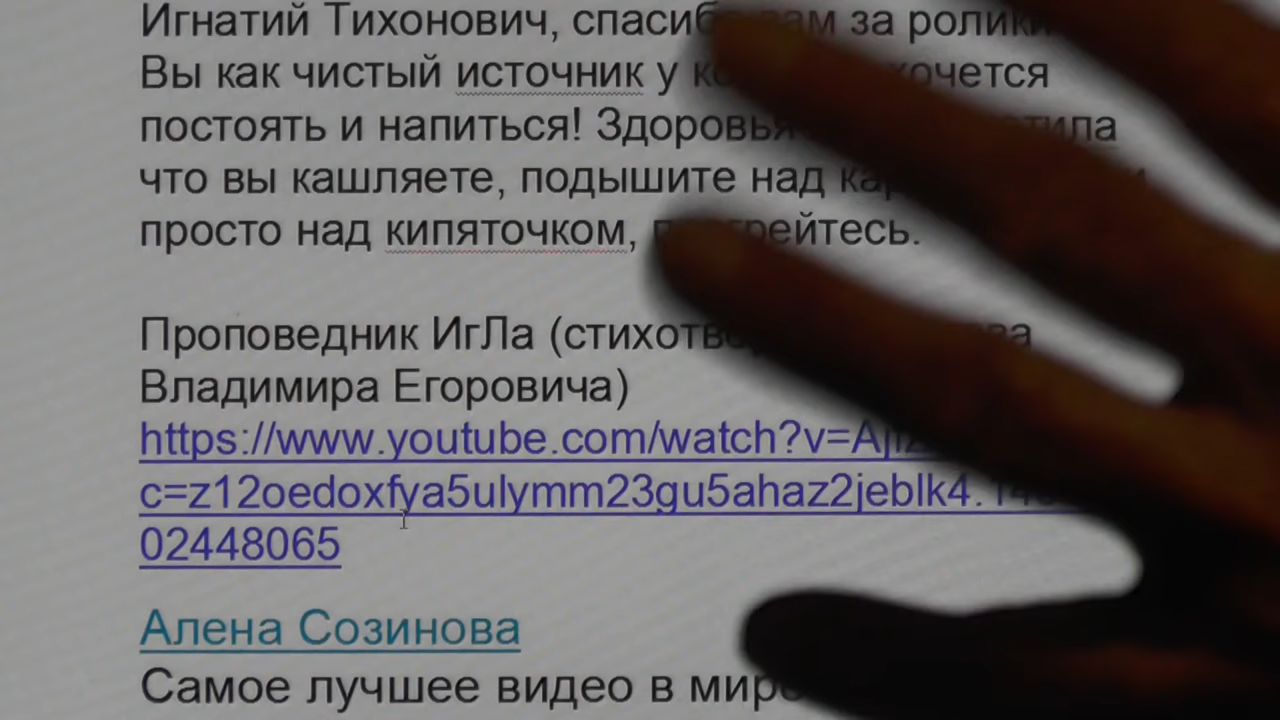 Игнатий Тихонович, спасибо вам за ролики
Вы как чистый источник у хочется
постоять и напиться! Здоровья
что вы кашляете, подышите над
просто над кипяточком, погрейтесь.
Проповедник ИгЛа
Владимира Егоровича)
https://www.youtube.com/watch?v=
c=z12oedoxfya5ulymm23gu5ahaz2jeblk4.
02448065
Алена Созинова
Самое лучшее видео в мире